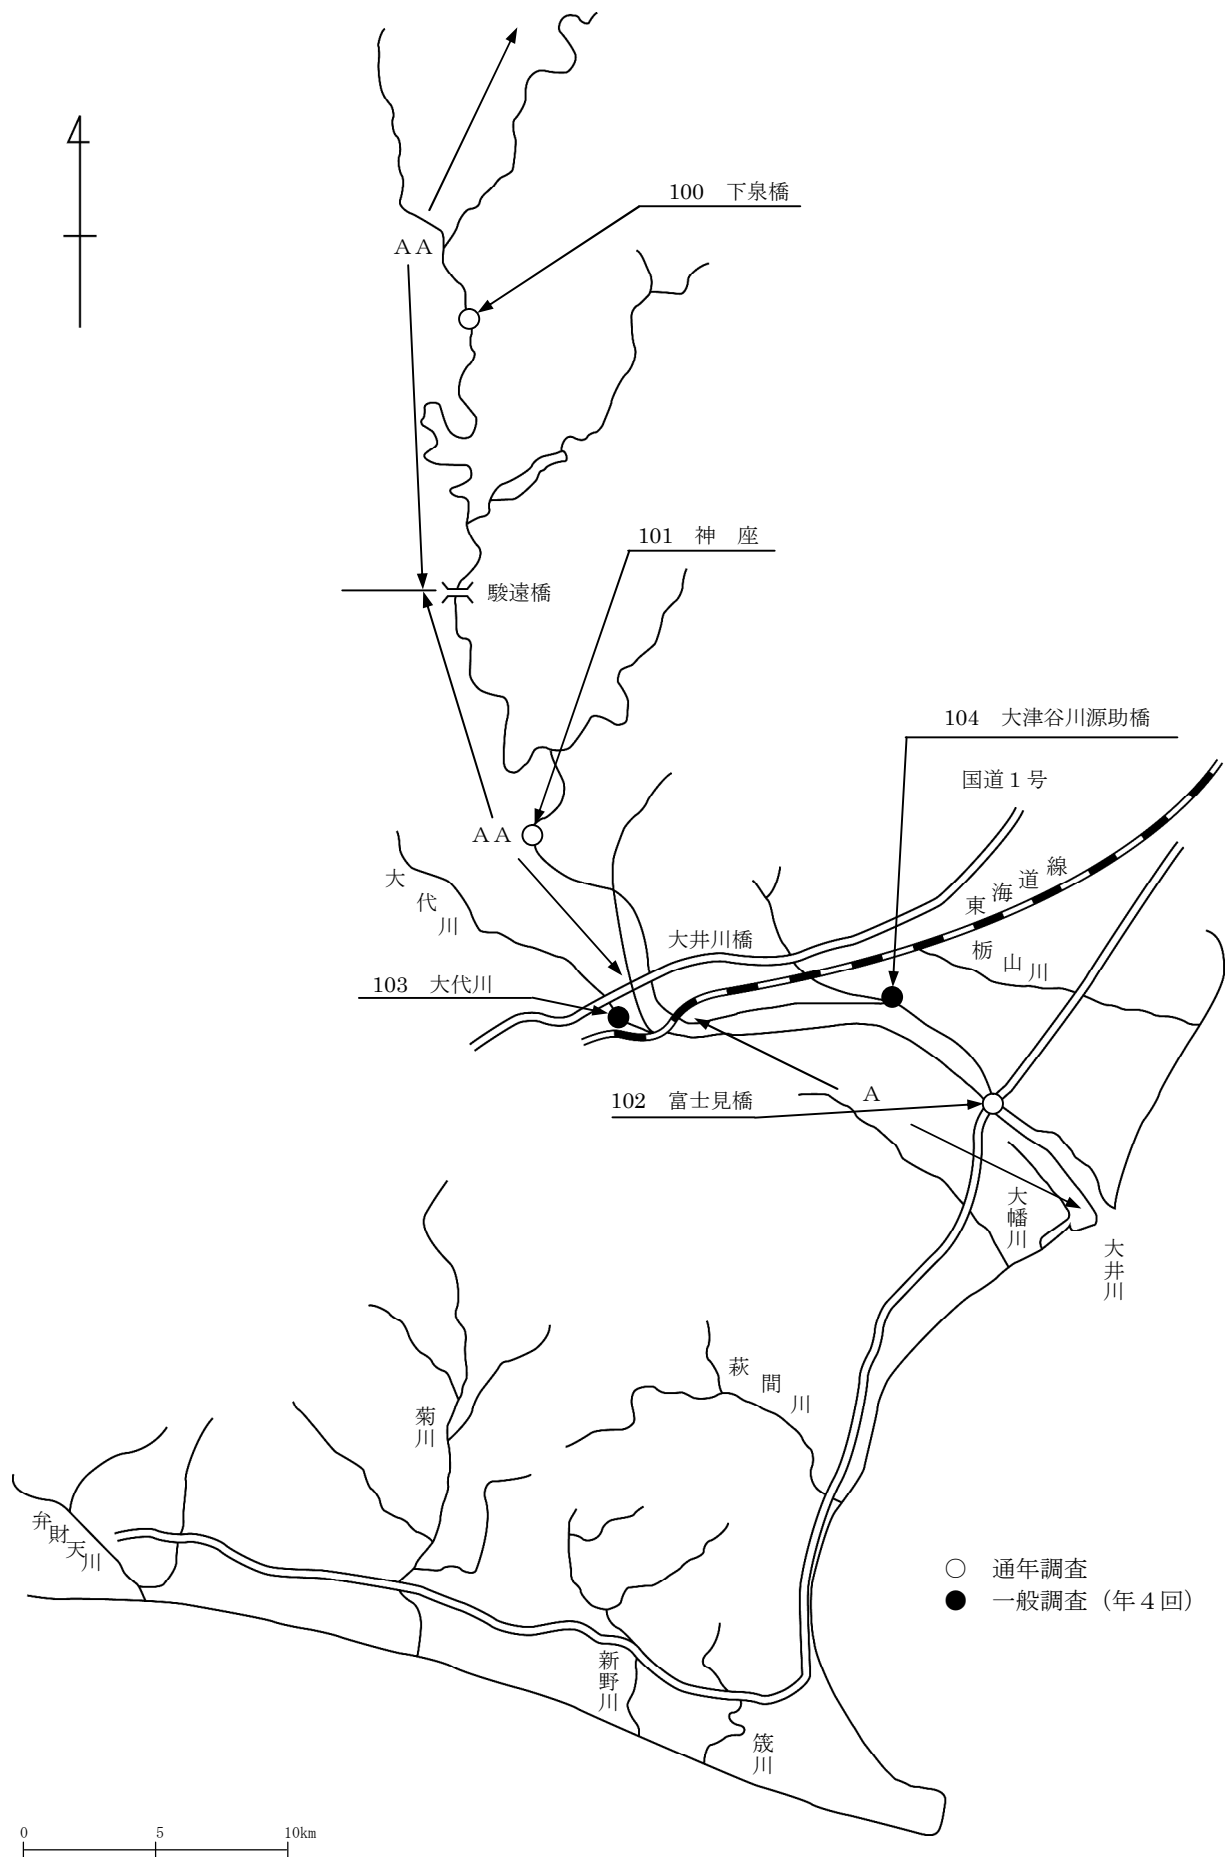 100　下泉橋
ＡＡ
101　神　座
駿遠橋
104　大津谷川源助橋
国道１号
ＡＡ
東海道線
大代川
大井川橋
栃山川
103　大代川
Ａ
102　富士見橋
大幡川
大井川
萩間川
菊川
弁財天川
○　通年調査
●　一般調査（年４回）
新野川
筬川
0 5 10km